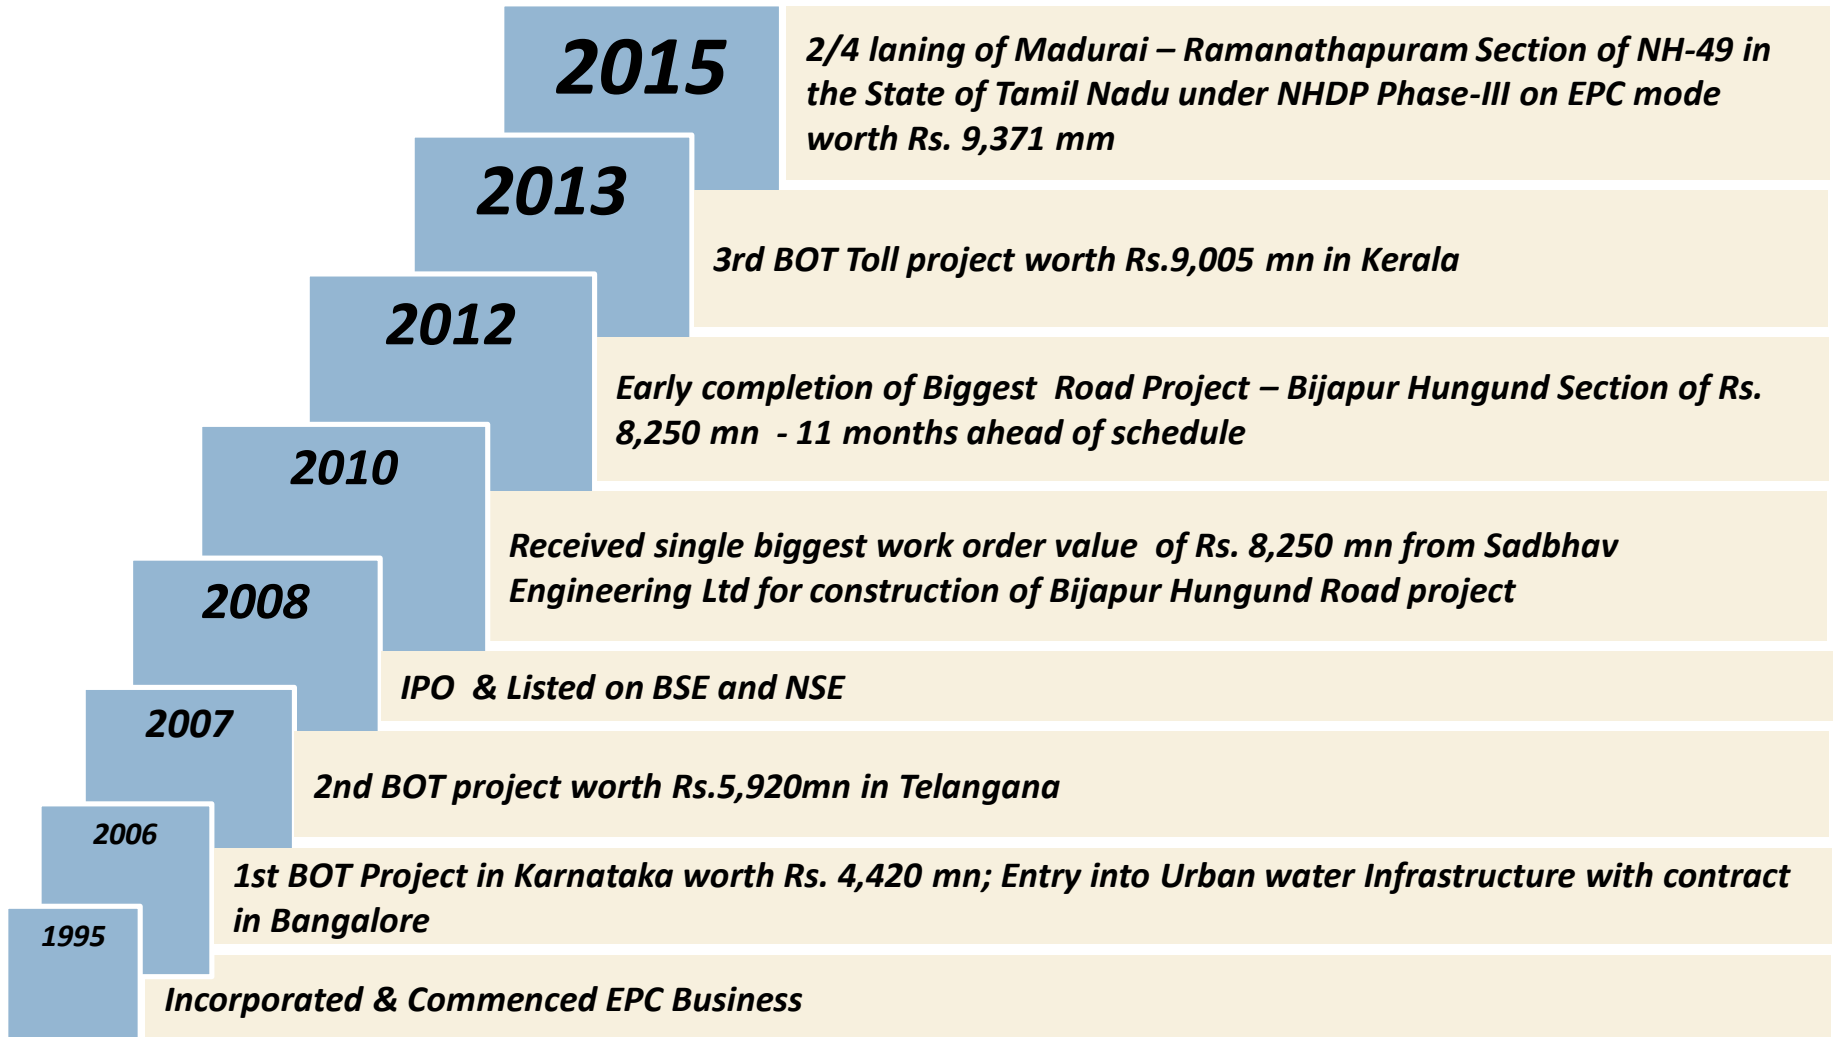 2015
2/4 laning of Madurai – Ramanathapuram Section of NH-49 in
the State of Tamil Nadu under NHDP Phase-III on EPC mode
worth Rs. 9,371 mm
2013
3rd BOT Toll project worth Rs.9,005 mn in Kerala
2012
Early completion of Biggest Road Project – Bijapur Hungund Section of Rs.
8,250 mn - 11 months ahead of schedule
2010
Received single biggest work order value of Rs. 8,250 mn from Sadbhav
Engineering Ltd for construction of Bijapur Hungund Road project
2008
IPO & Listed on BSE and NSE
2007
2nd BOT project worth Rs.5,920mn in Telangana
2006
1st BOT Project in Karnataka worth Rs. 4,420 mn; Entry into Urban water Infrastructure with contract
in Bangalore
1995
Incorporated & Commenced EPC Business